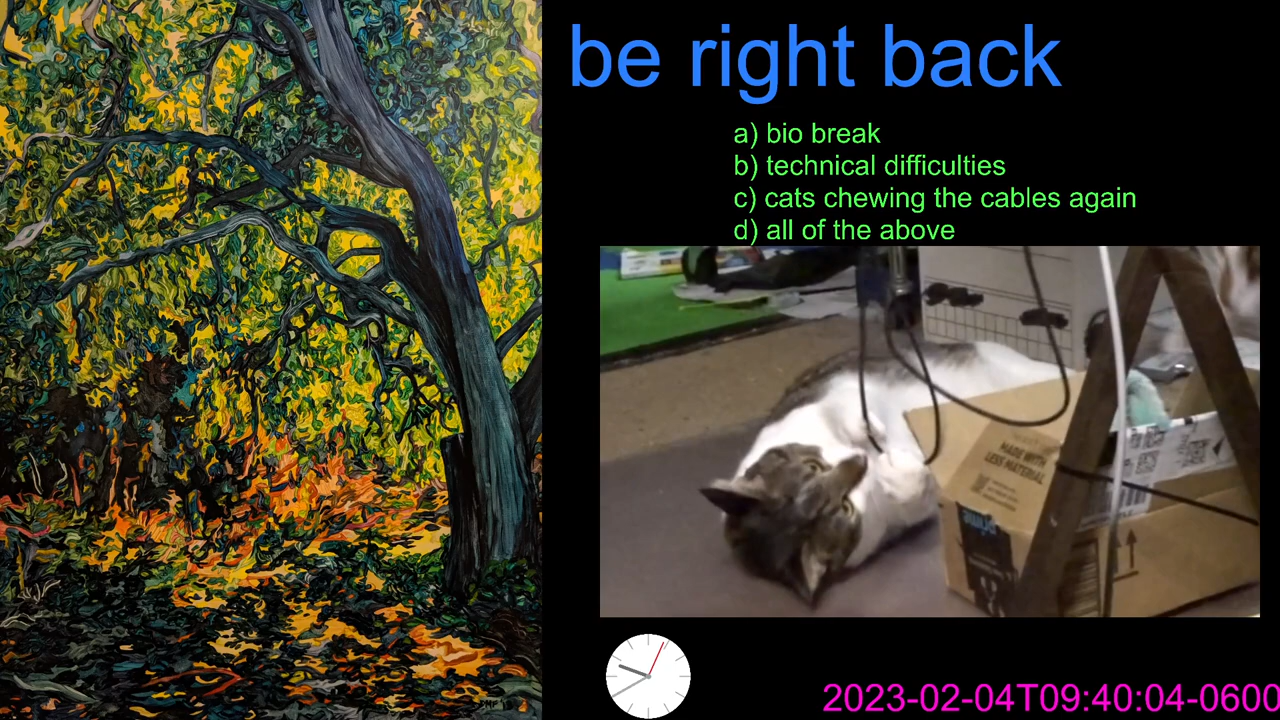 be right back
a) bio break
b) technical difficulties
c) cats chewing the cables again
d) all of the above
MADE WITH
LESS MATERIAL
prime
2023-02-04T09:40:04-0600